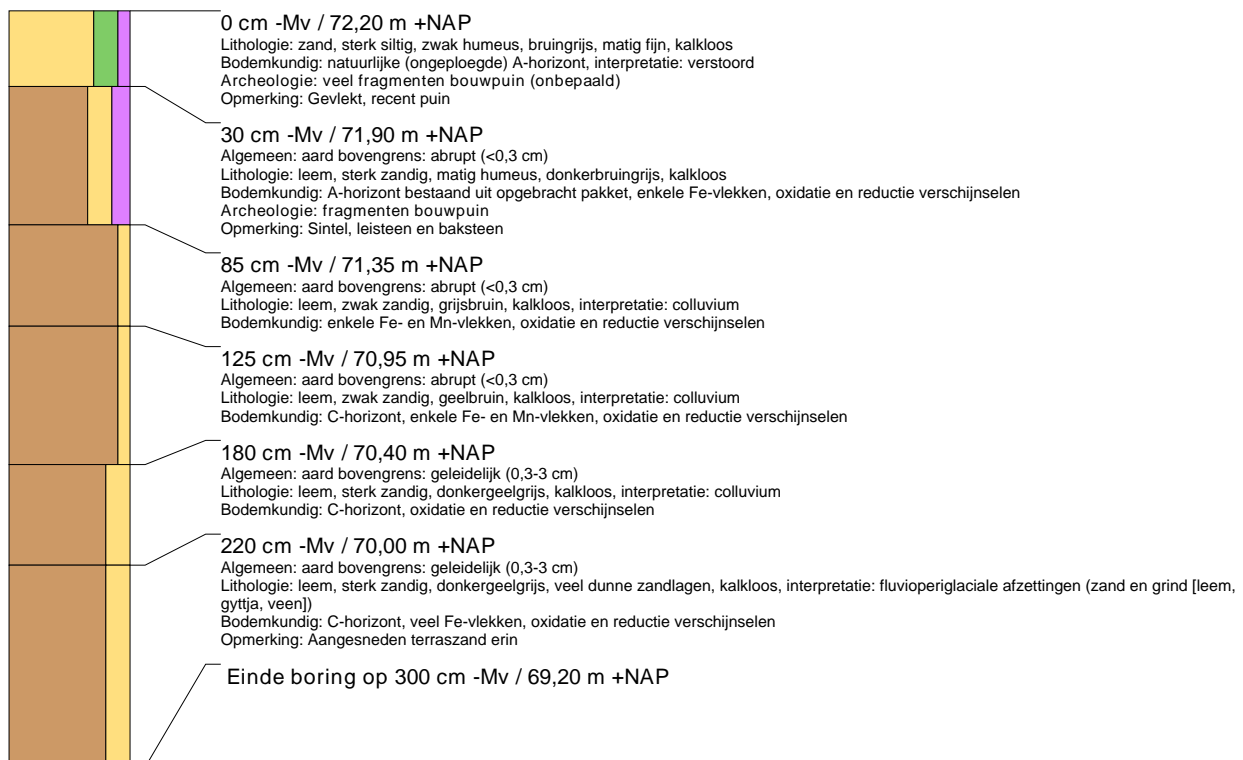 0 cm -Mv / 72,20 m +NAP
Lithologie: zand, sterk siltig, zwak humeus, bruingrijs, matig fijn, kalkloos
Bodemkundig: natuurlijke (ongeploegde) A-horizont, interpretatie: verstoord
Archeologie: veel fragmenten bouwpuin (onbepaald)
Opmerking: Gevlekt, recent puin
30 cm -Mv / 71,90 m +NAP
Algemeen: aard bovengrens: abrupt (<0,3 cm)
Lithologie: leem, sterk zandig, matig humeus, donkerbruingrijs, kalkloos
Bodemkundig: A-horizont bestaand uit opgebracht pakket, enkele Fe-vlekken, oxidatie en reductie verschijnselen
Archeologie: fragmenten bouwpuin
Opmerking: Sintel, leisteen en baksteen
85 cm -Mv / 71,35 m +NAP
Algemeen: aard bovengrens: abrupt (<0,3 cm)
Lithologie: leem, zwak zandig, grijsbruin, kalkloos, interpretatie: colluvium
Bodemkundig: enkele Fe- en Mn-vlekken, oxidatie en reductie verschijnselen
125 cm -Mv / 70,95 m +NAP
Algemeen: aard bovengrens: abrupt (<0,3 cm)
Lithologie: leem, zwak zandig, geelbruin, kalkloos, interpretatie: colluvium
Bodemkundig: C-horizont, enkele Fe- en Mn-vlekken, oxidatie en reductie verschijnselen
180 cm -Mv / 70,40 m +NAP
Algemeen: aard bovengrens: geleidelijk (0,3-3 cm)
Lithologie: leem, sterk zandig, donkergeelgrijs, kalkloos, interpretatie: colluvium
Bodemkundig: C-horizont, oxidatie en reductie verschijnselen
220 cm -Mv / 70,00 m +NAP
Algemeen: aard bovengrens: geleidelijk (0,3-3 cm)
Lithologie: leem, sterk zandig, donkergeelgrijs, veel dunne zandlagen, kalkloos, interpretatie: fluvioperiglaciale afzettingen (zand en grind [leem,
gyttja, veen])
Bodemkundig: C-horizont, veel Fe-vlekken, oxidatie en reductie verschijnselen
Opmerking: Aangesneden terraszand erin
Einde boring op 300 cm -Mv / 69,20 m +NAP